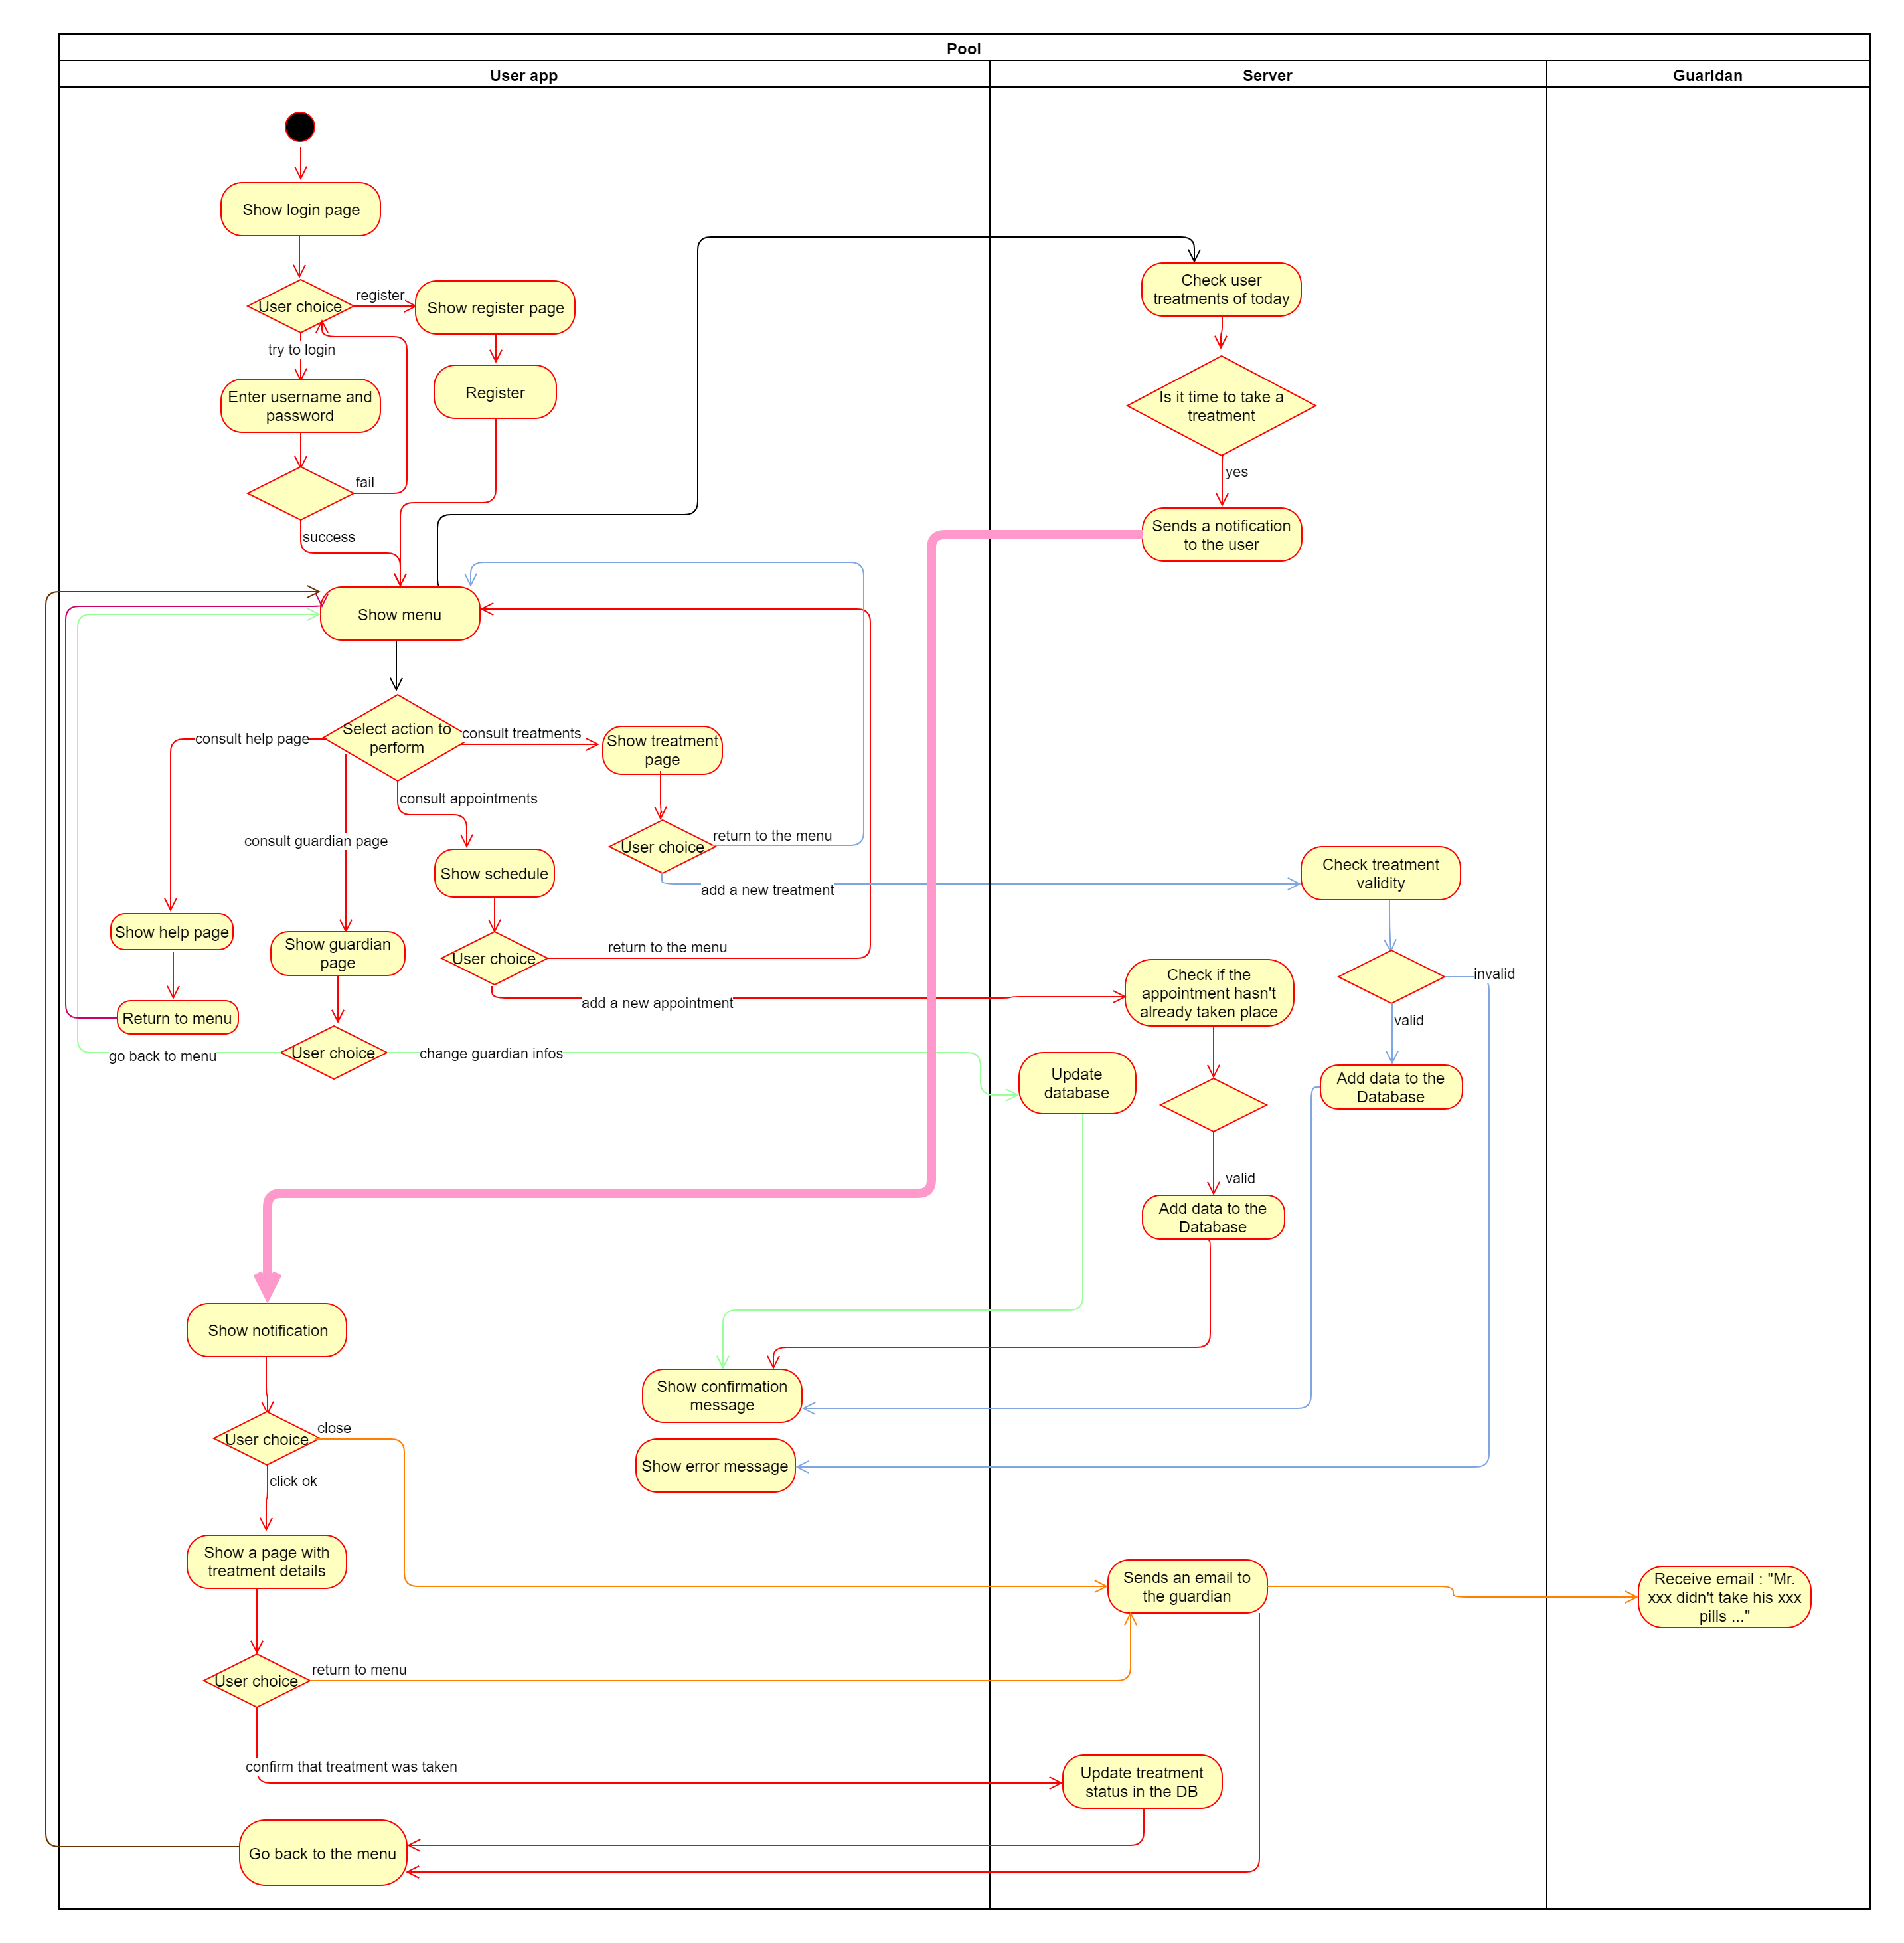 Pool
User app
Server
Guaridan
Show login page
User choice
register
Show register page
try to login
Enter username and
password
Register
fail
success
Check user
treatments of today
Is it time to take a
treatment
yes
Sends a notification
to the user
Show menu
Select action to
perform
consult help page
consult treatments
Show treatment
page
consult appointments
consult guardian page
User choice
return to the menu
add a new treatment
Show schedule
Check treatment
validity
Show help page
Show guardian
page
User choice
return to the menu
add a new appointment
Check if the
appointment hasn't
already taken place
invalid
valid
Return to menu
User choice
go back to menu
change guardian infos
Update
database
Add data to the
Database
valid
Add data to the
Database
Show notification
Show confirmation
message
User choice
close
Show error message
click ok
Show a page with
treatment details
Sends an email to
the guardian
Receive email : "Mr.
xxx didn't take his xxx
pills ..."
User choice
return to menu
confirm that treatment was taken
Update treatment
status in the DB
Go back to the menu